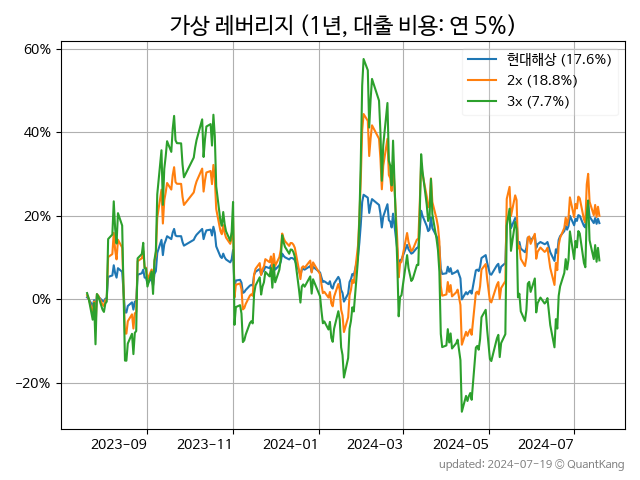 가상 레버리지 (1년, 대출 비용: 연 5%)
60%
40%
20%
0%
−20%
현대해상 (17.6%)
2x (18.8%)
3x (7.7%)
2023-09
2023-11
2024-01
2024-03
2024-05
2024-07
updated: 2024-07-19 © QuantKang